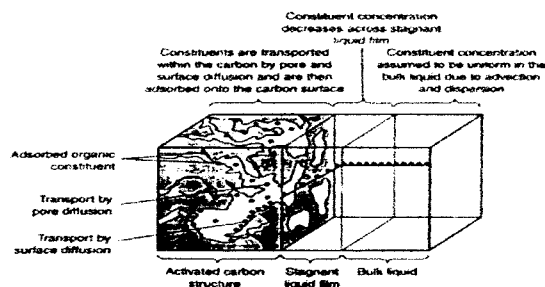 Constituent concentration
decreases across stagnant
liquid film
Constituents are transported
within the carbon by pore and
surface diffusion and are then
adsorbed onto the carbon surface
Constituent concentration
assumed to be uniform in the
bulk liquid due to advection
and dispersion
Adsorbed organic
constituent
Transport by
pore diffusion
Transport by
surface diffusion
Activated carbon
structure
Stagnant
liquid film
Bulk liquid